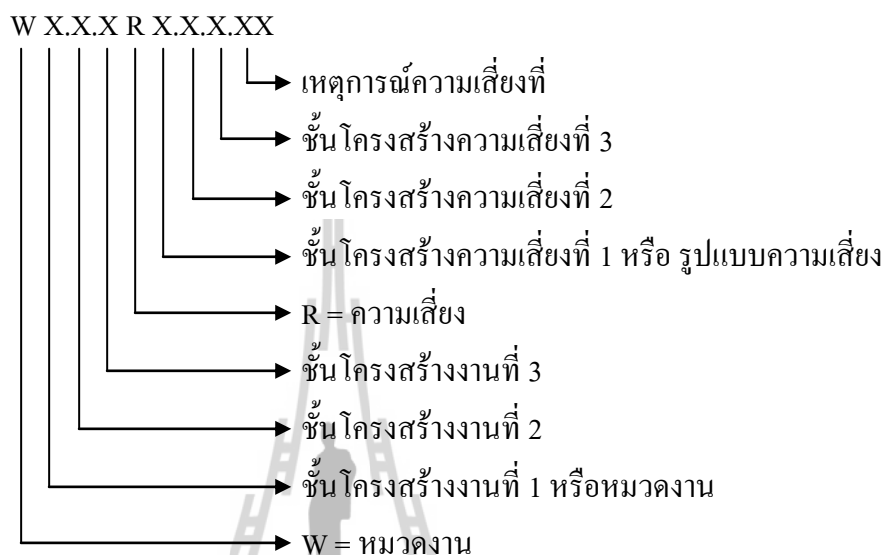 W X.X.X R X.X.X.XX
เหตุการณ์ความเสี่ยงที่
ชั้นโครงสร้างความเสี่ยงที่ 3
ชั้นโครงสร้างความเสี่ยงที่ 2
ชั้นโครงสร้างความเสี่ยงที่ 1 หรือ รูปแบบความเสี่ยง
R = ความเสี่ยง
ชั้นโครงสร้างงานที่ 3
ชั้นโครงสร้างงานที่ 2
ชั้นโครงสร้างงานที่ 1 หรือหมวดงาน
W = หมวดงาน